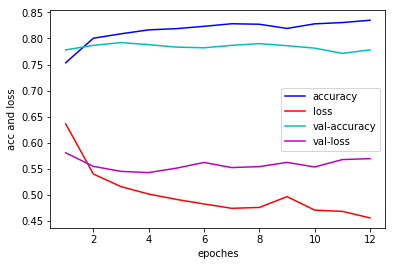 0.85
0.80
0.75
0.70
0.65
0.60
0.55
0.50
0.45
acc and loss
accuracy
loss
val-accuracy
val-loss
2 4 6 8 10 12
epoches